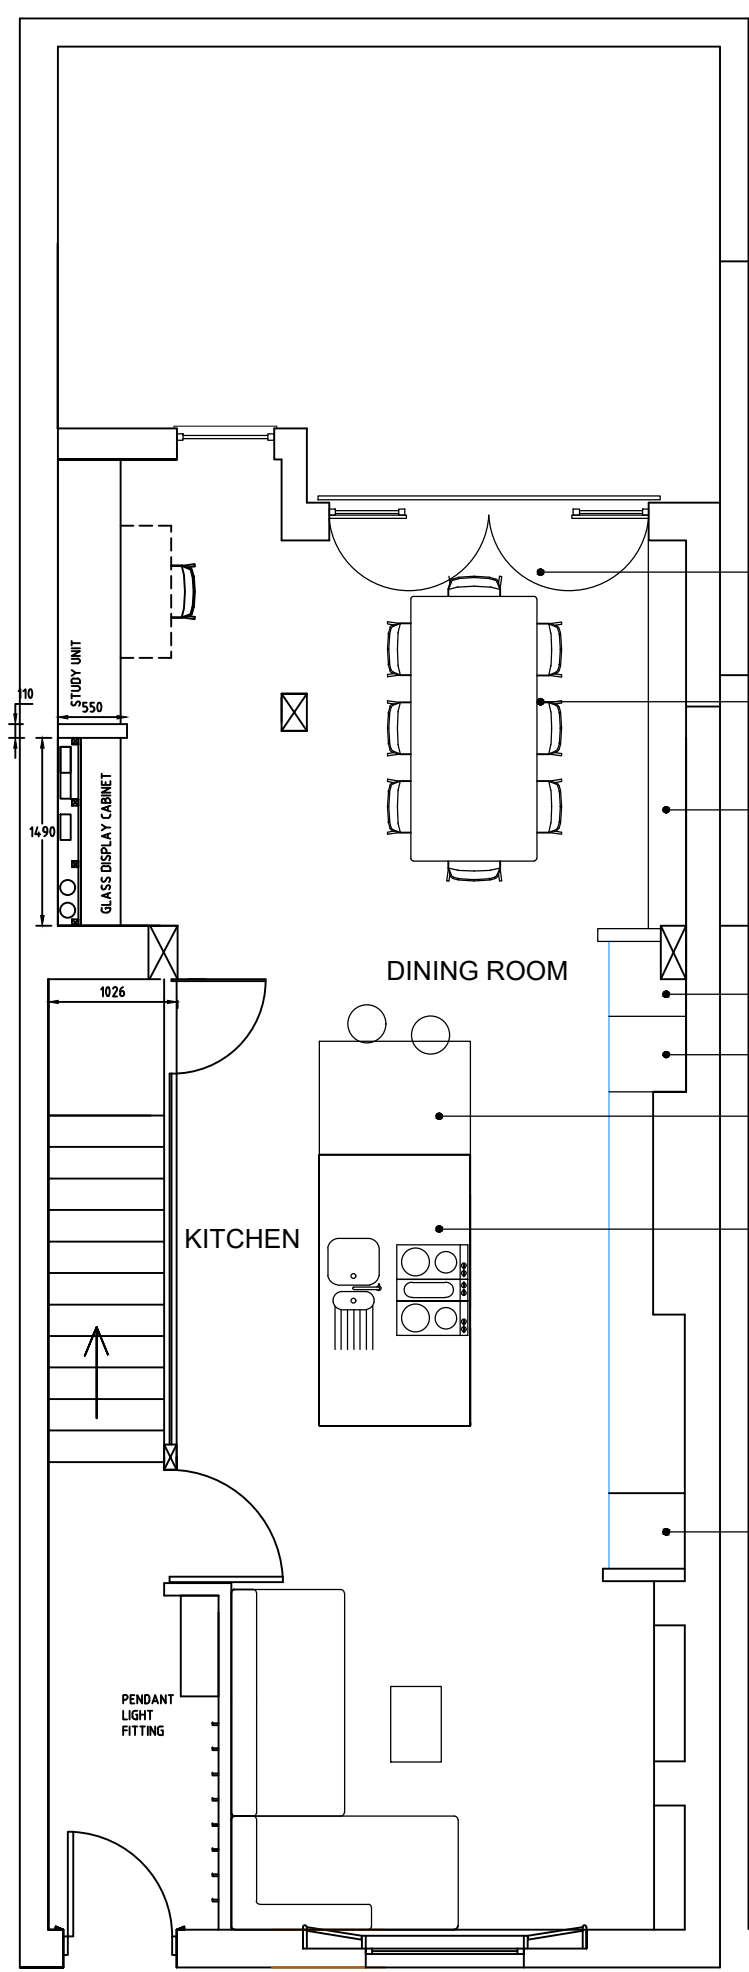 STUDY UNIT
110
550
1490
GLASS DISPLAY CABINET
DINING ROOM
1026
KITCHEN
PENDANT
LIGHT
FITTING